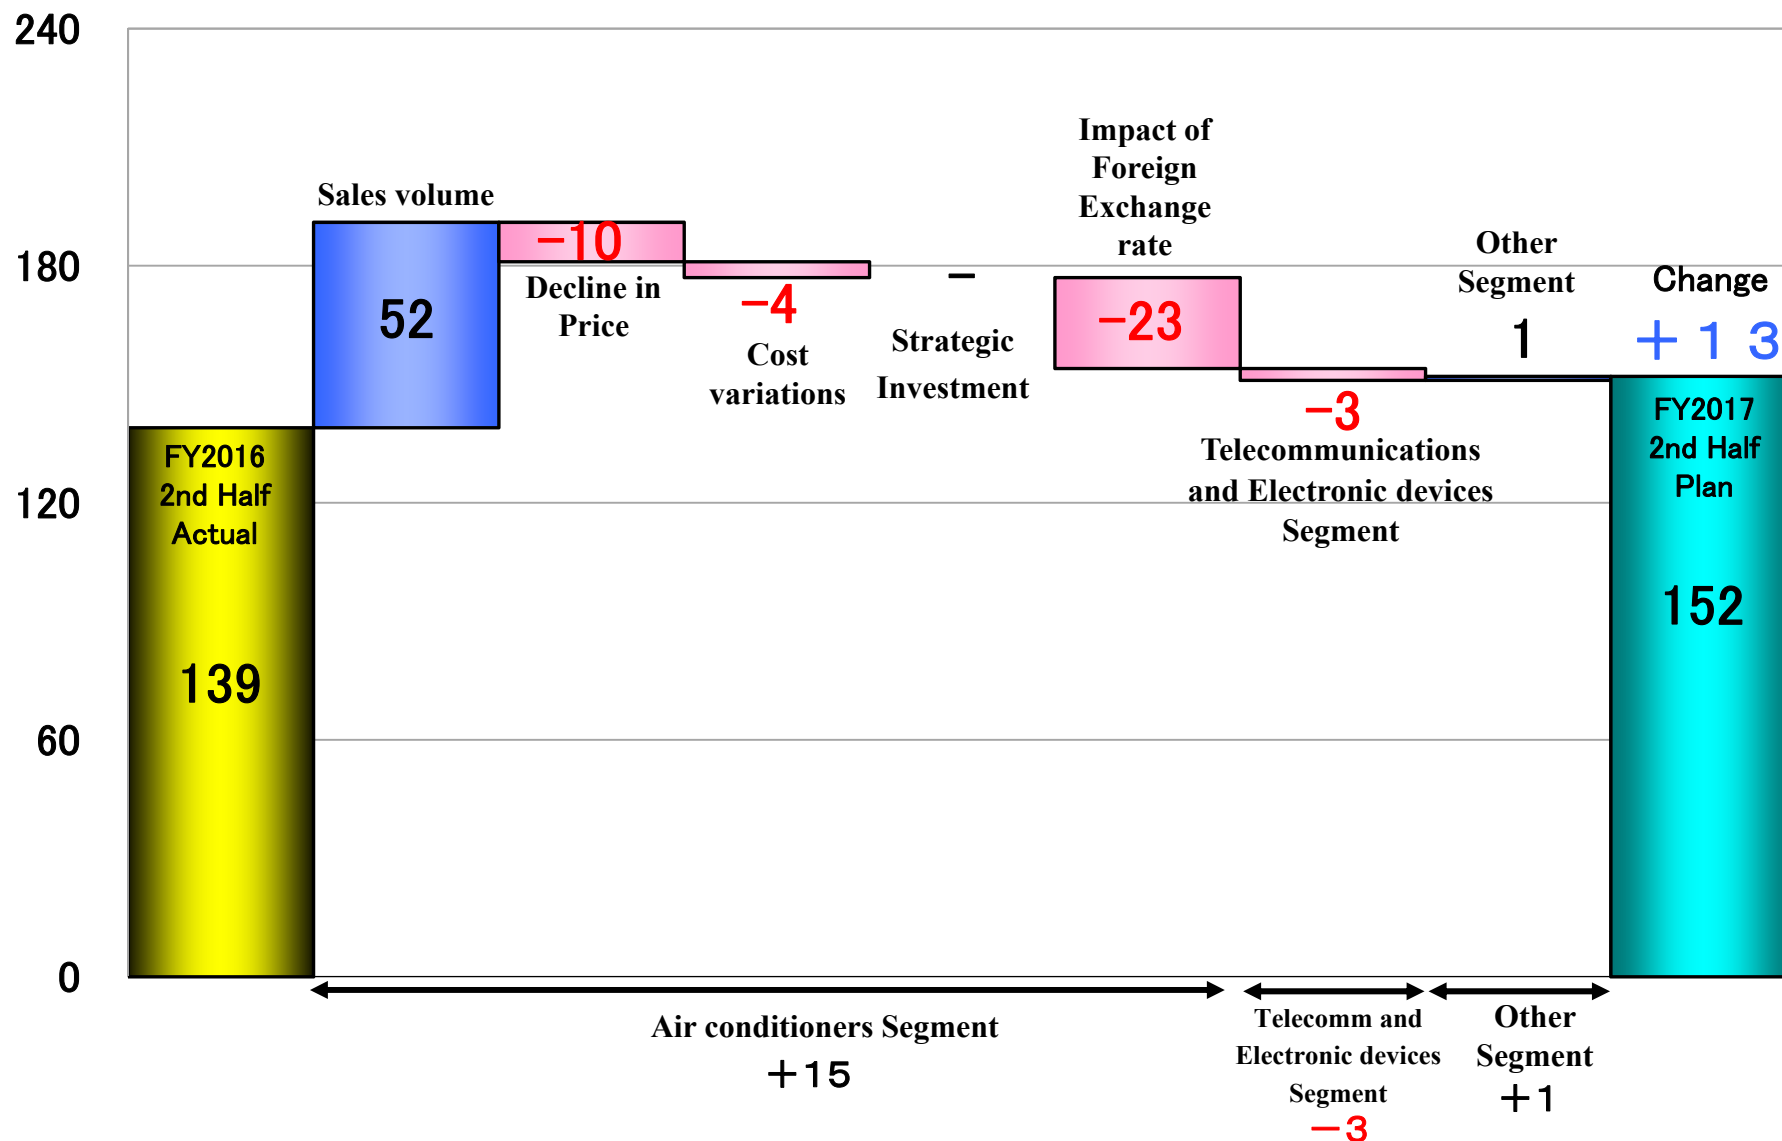 240
180
120
60
0
FY2016
2nd Half
Actual
139
Sales volume
52
−10
Decline in
Price
−4
Cost
variations
−
Strategic
Investment
Impact of
Foreign
Exchange
rate
−23
−3
Telecommunications
and Electronic devices
Segment
Other
Segment
1
Change
+13
FY2017
2nd Half
Plan
152
Air conditioners Segment
+15
Telecomm and
Electronic devices
Segment
−3
Other
Segment
+1